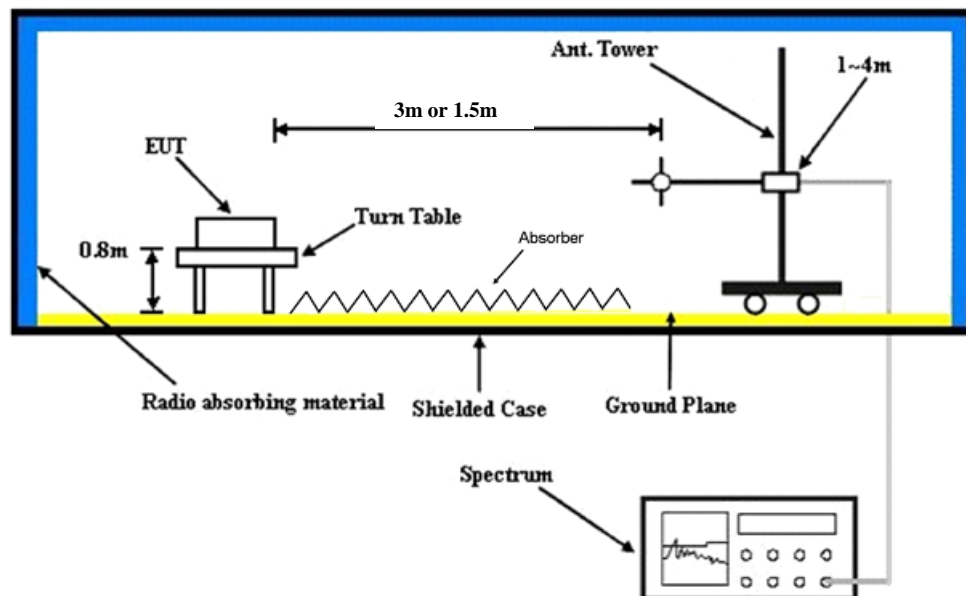 Ant. Tower
1~4m
3m or 1.5m
EUT
Turn Table
0.8m
Absorber
Radio absorbing material
Shielded Case
Ground Plane
Spectrum